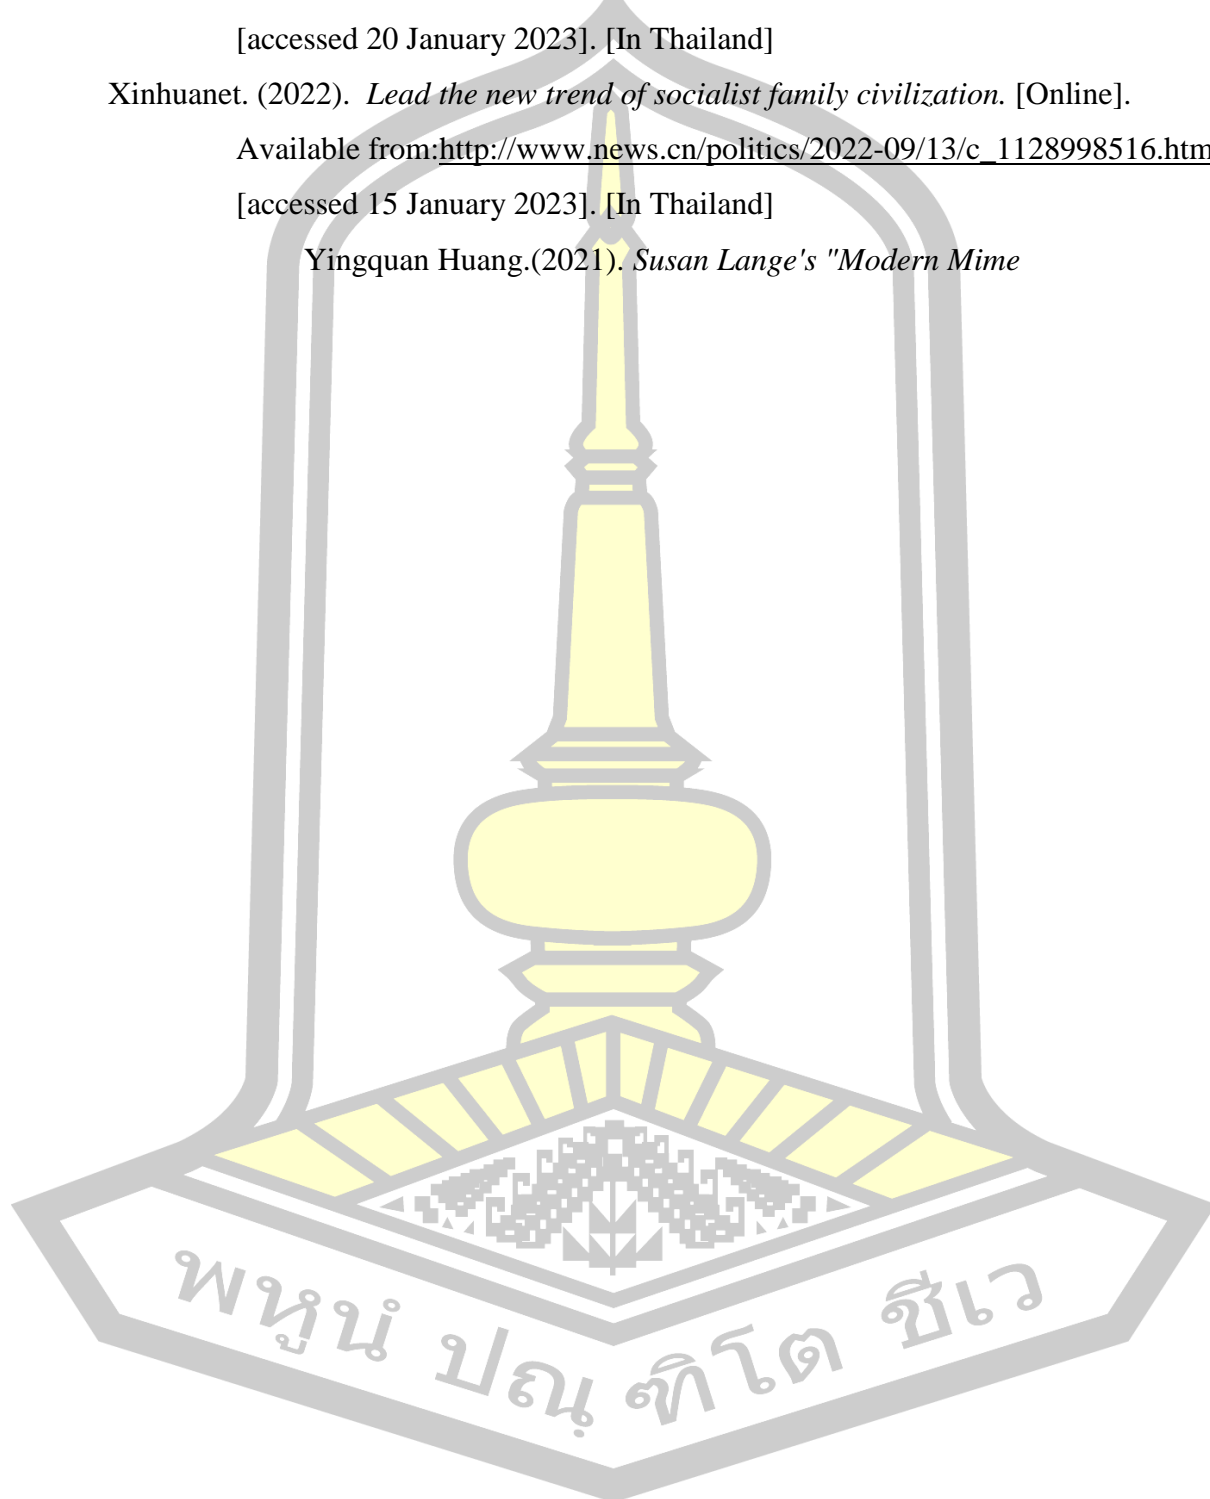 [accessed 20 January 2023]. [In Thailand]
Xinhuanet. (2022).  Lead the new trend of socialist family civilization. [Online].
Available from:http://www.news.cn/politics/2022-09/13/c_1128998516.htm
[accessed 15 January 2023]. [In Thailand]
Yingquan Huang.(2021). Susan Lange's "Modern Mime
พหูนํ ปณฺฑิโต ชีเว